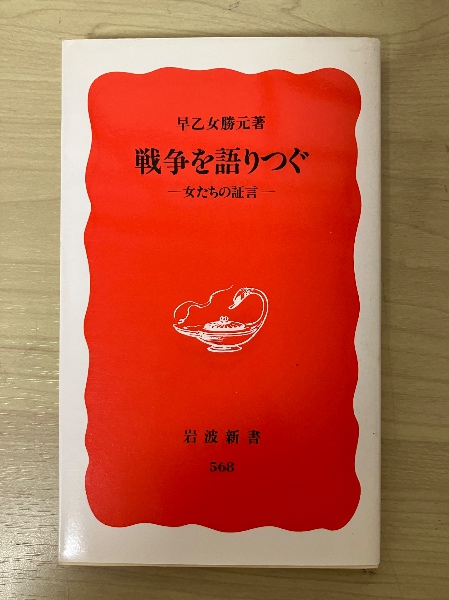 早乙女勝元著
戦争を語りつぐ
―女たちの証言―
岩波新書
568